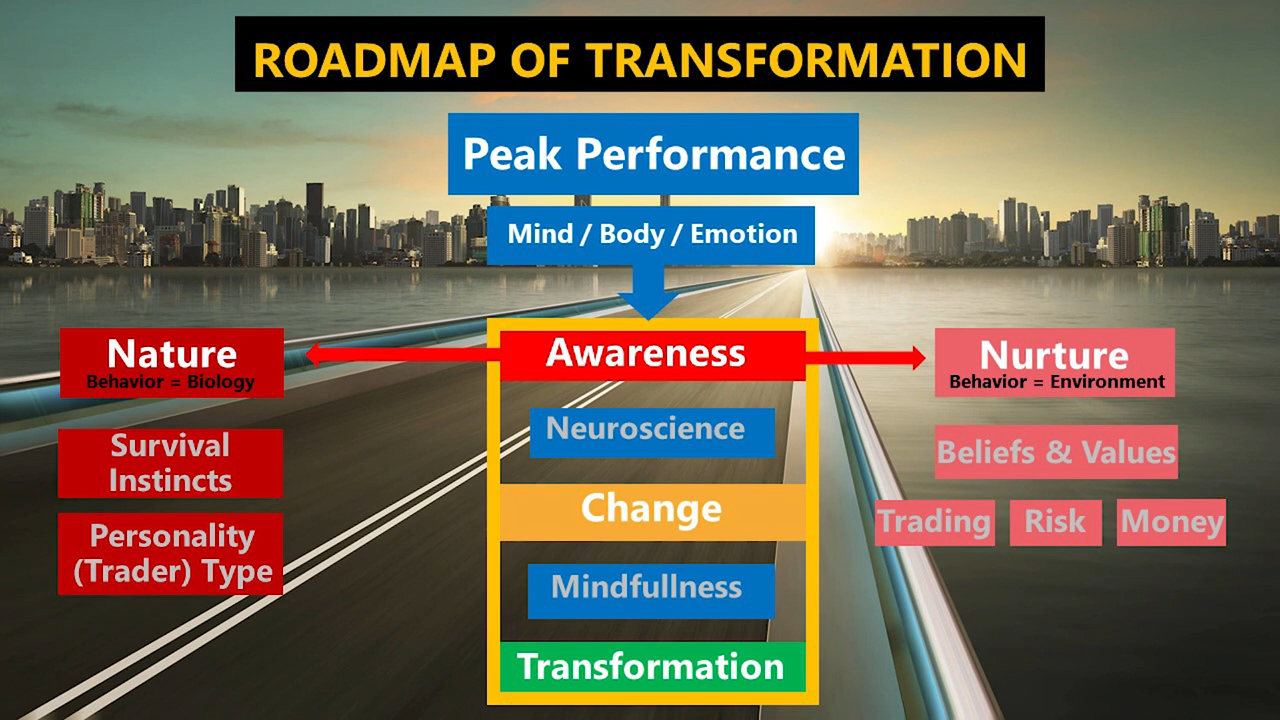 ROADMAP OF TRANSFORMATION
Peak Performance
Mind / Body / Emotion
Nature
Behavior = Biology
Survival
Instincts
Personality
(Trader) Type
Awareness
Neuroscience
Change
Mindfullness
Transformation
Nurture
Behavior = Environment
Beliefs & Values
Trading
Risk
Money